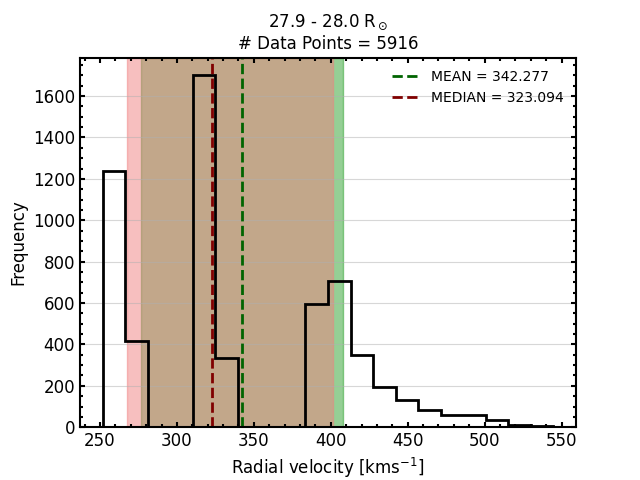 27.9 - 28.0 R⊙
# Data Points = 5916
MEAN = 342.277
MEDIAN = 323.094
Frequency
1600
1400
1200
1000
800
600
400
200
0
250 300 350 400 450 500 550
Radial velocity [kms⁻¹]